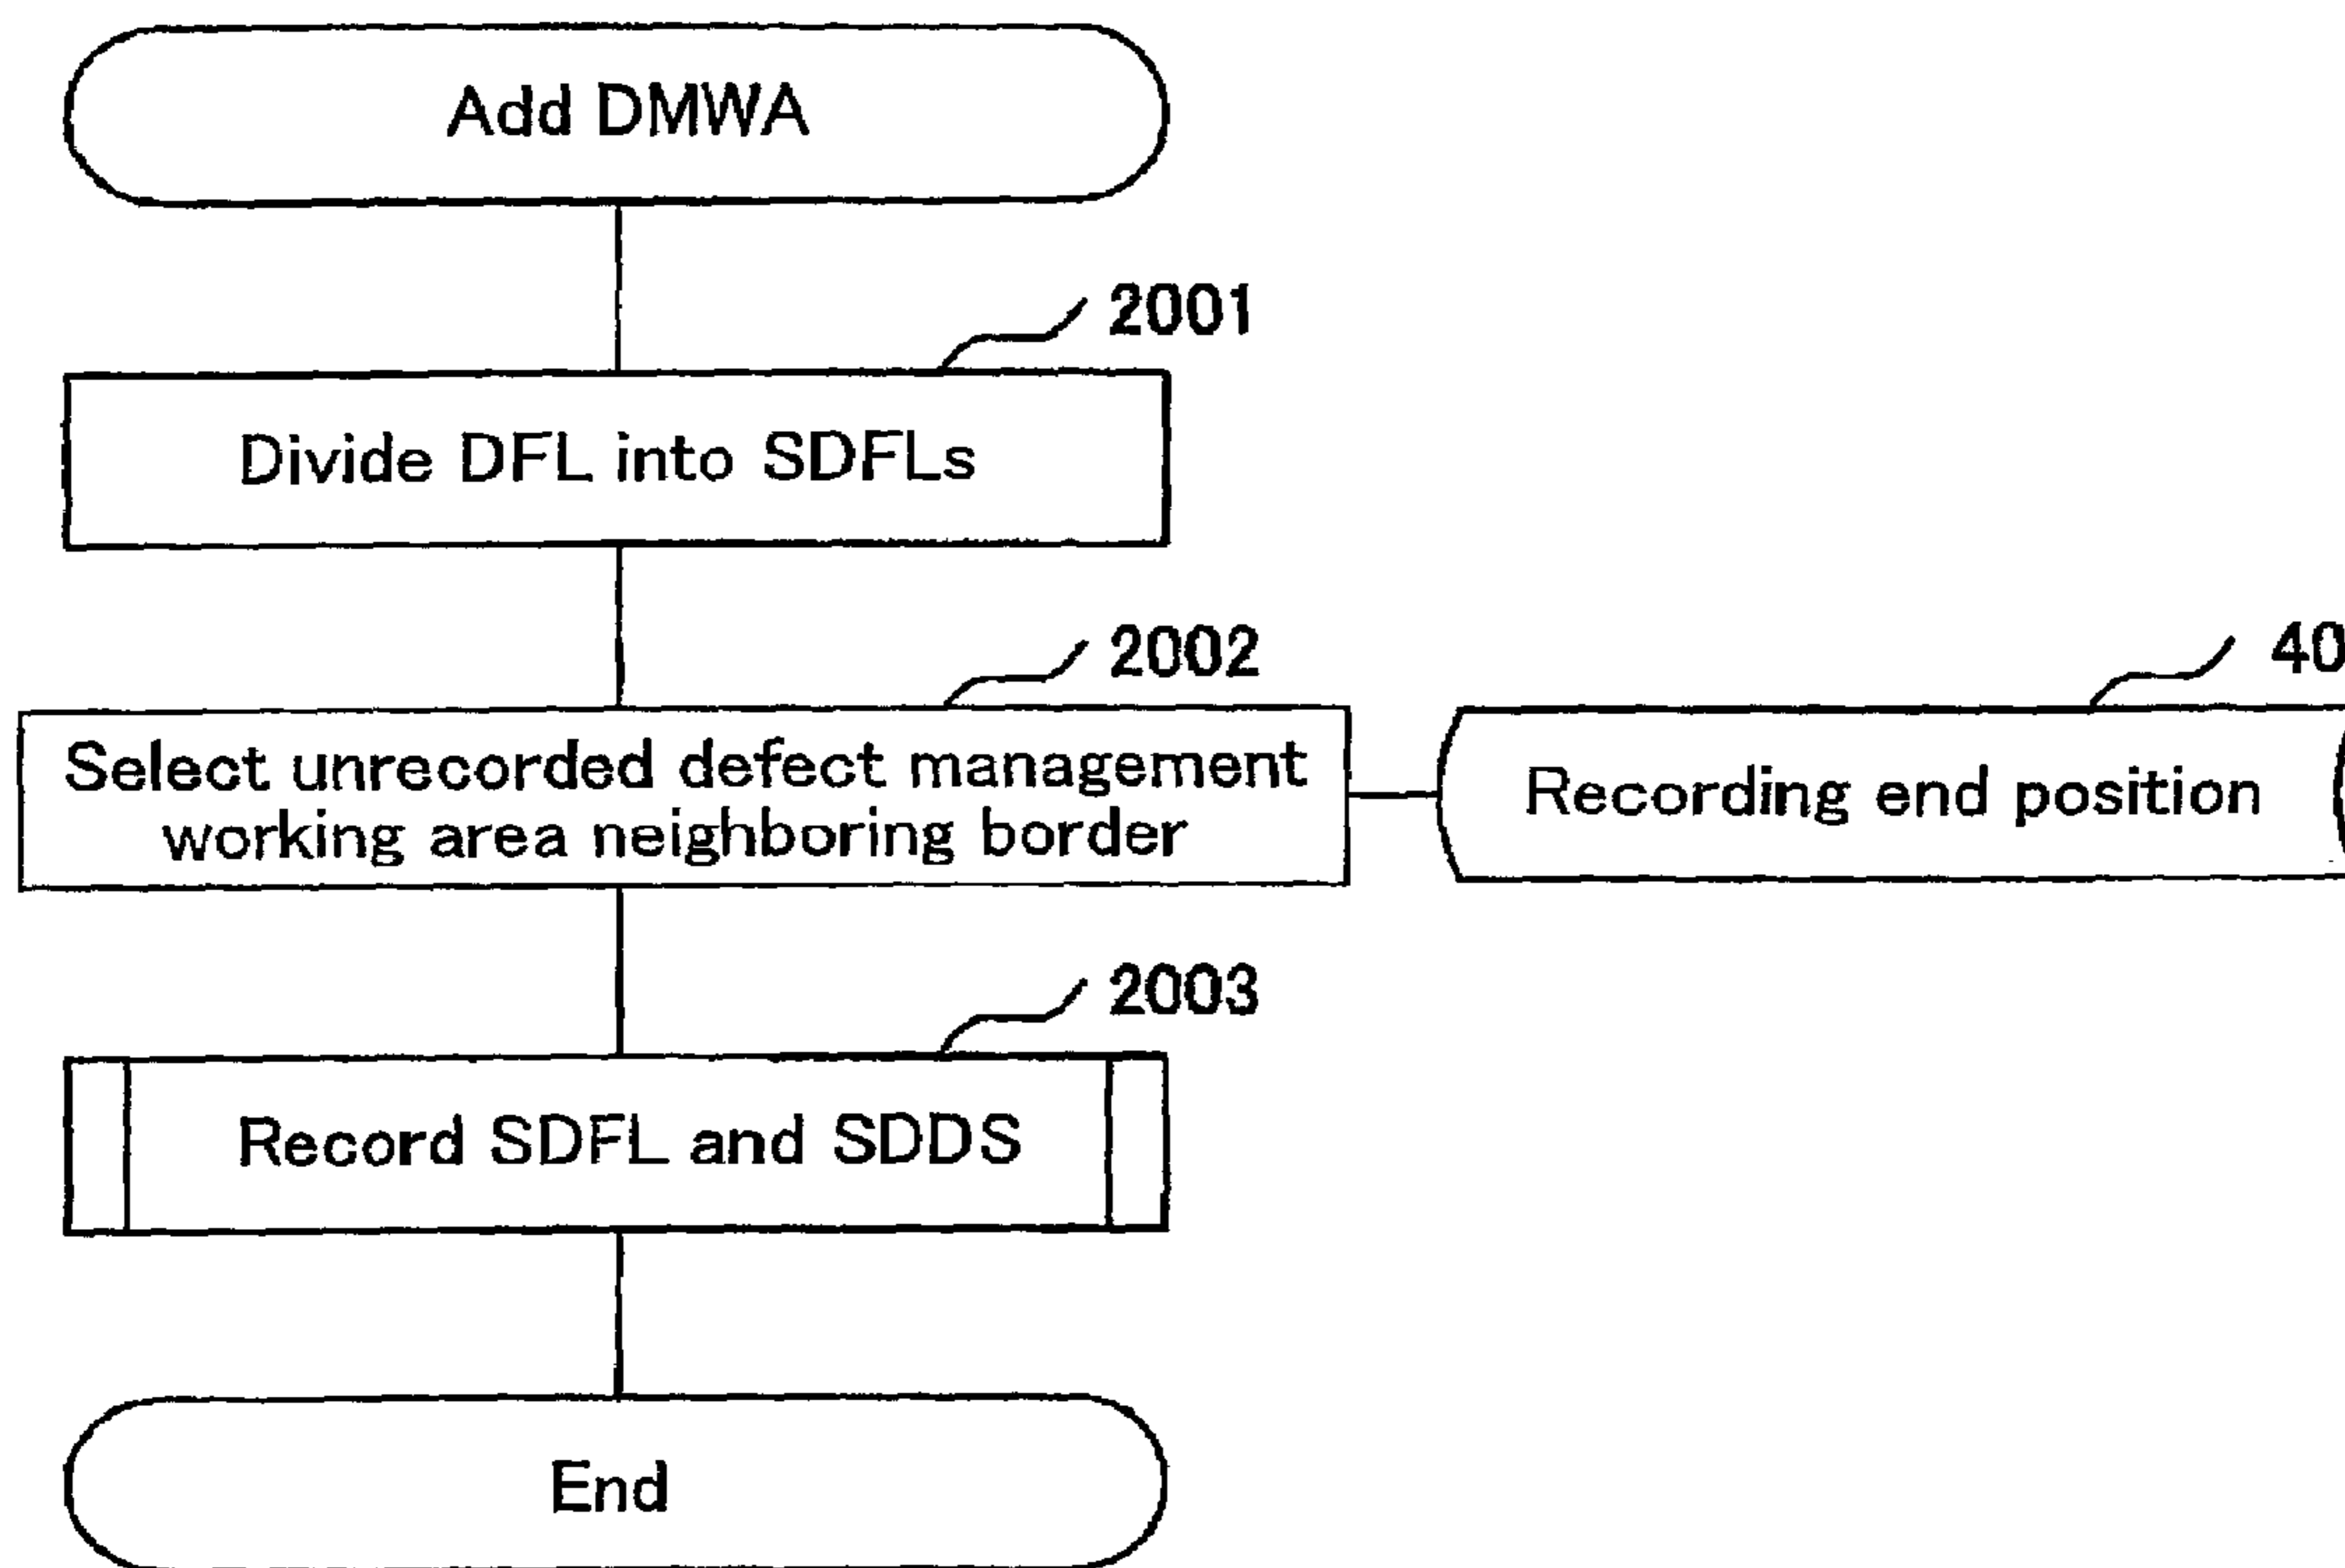 Add DMWA
2001
Divide DFL into SDFLs
2002
40
Select unrecorded defect management
working area neighboring border
Recording end position
2003
Record SDFL and SDDS
End